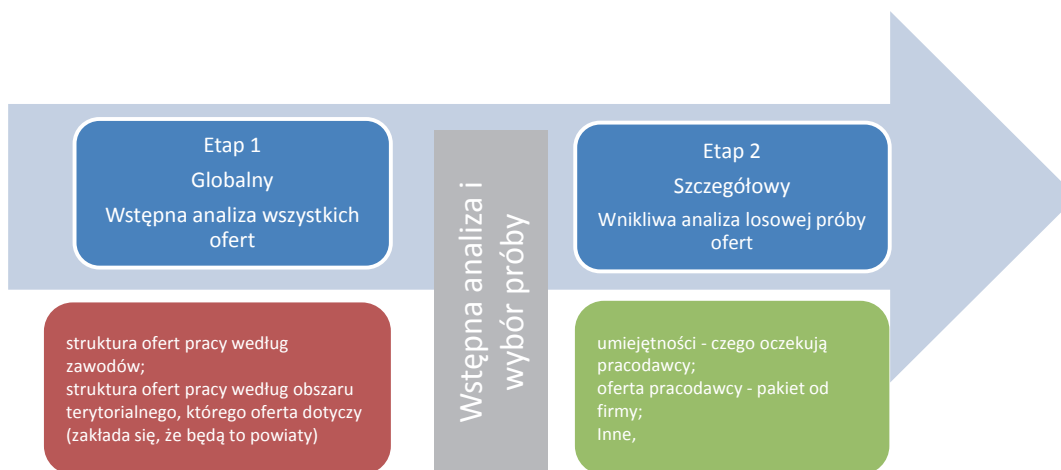 Etap 1
Globalny
Wstępna analiza wszystkich
ofert
struktura ofert pracy według
zawodów;
struktura ofert pracy według obszaru
terytorialnego, którego oferta dotyczy
(zakłada się, że będą to powiaty)
Wstępna analiza i
wybór próby
Etap 2
Szczegółowy
Wnikliwa analiza losowej próby
ofert
umiejętności - czego oczekują
pracodawcy;
oferta pracodawcy - pakiet od
firmy;
Inne,